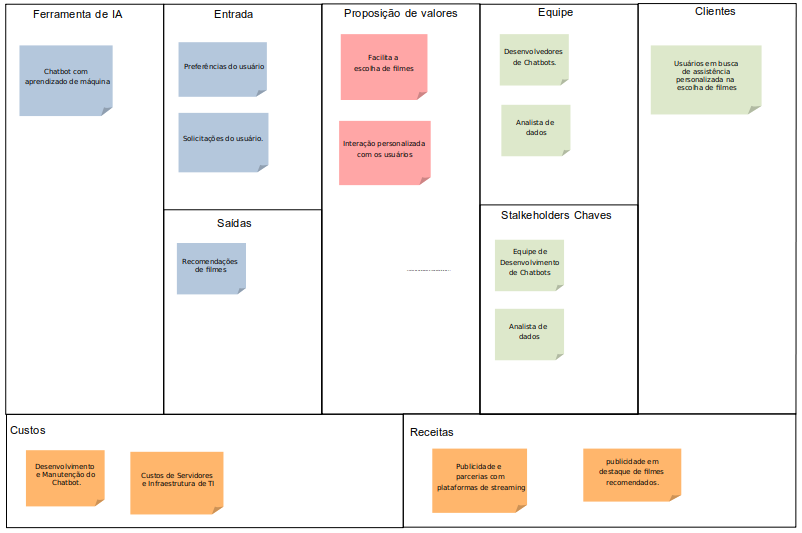 Ferramenta de IA
Chatbot com
aprendizado de máquina
Entrada
Preferências do usuário
Solicitações do usuário.
Saídas
Recomendações
de filmes
Proposição de valores
Facilita a
escolha de filmes
Interação personalizada
com os usuários
Equipe
Desenvolvedores
de Chatbots.
Analista de
dados
Stalkeholders Chaves
Equipe de
Desenvolvimento
de Chatbots
Analista de
dados
Clientes
Usuários em busca
de assistência
personalizada na
escolha de filmes
Custos
Desenvolvimento
e Manutenção do
Chatbot.
Custos de Servidores
e Infraestrutura de TI
Receitas
Publicidade e
parcerias com
plataformas de streaming
publicidade em
destaque de filmes
recomendados.